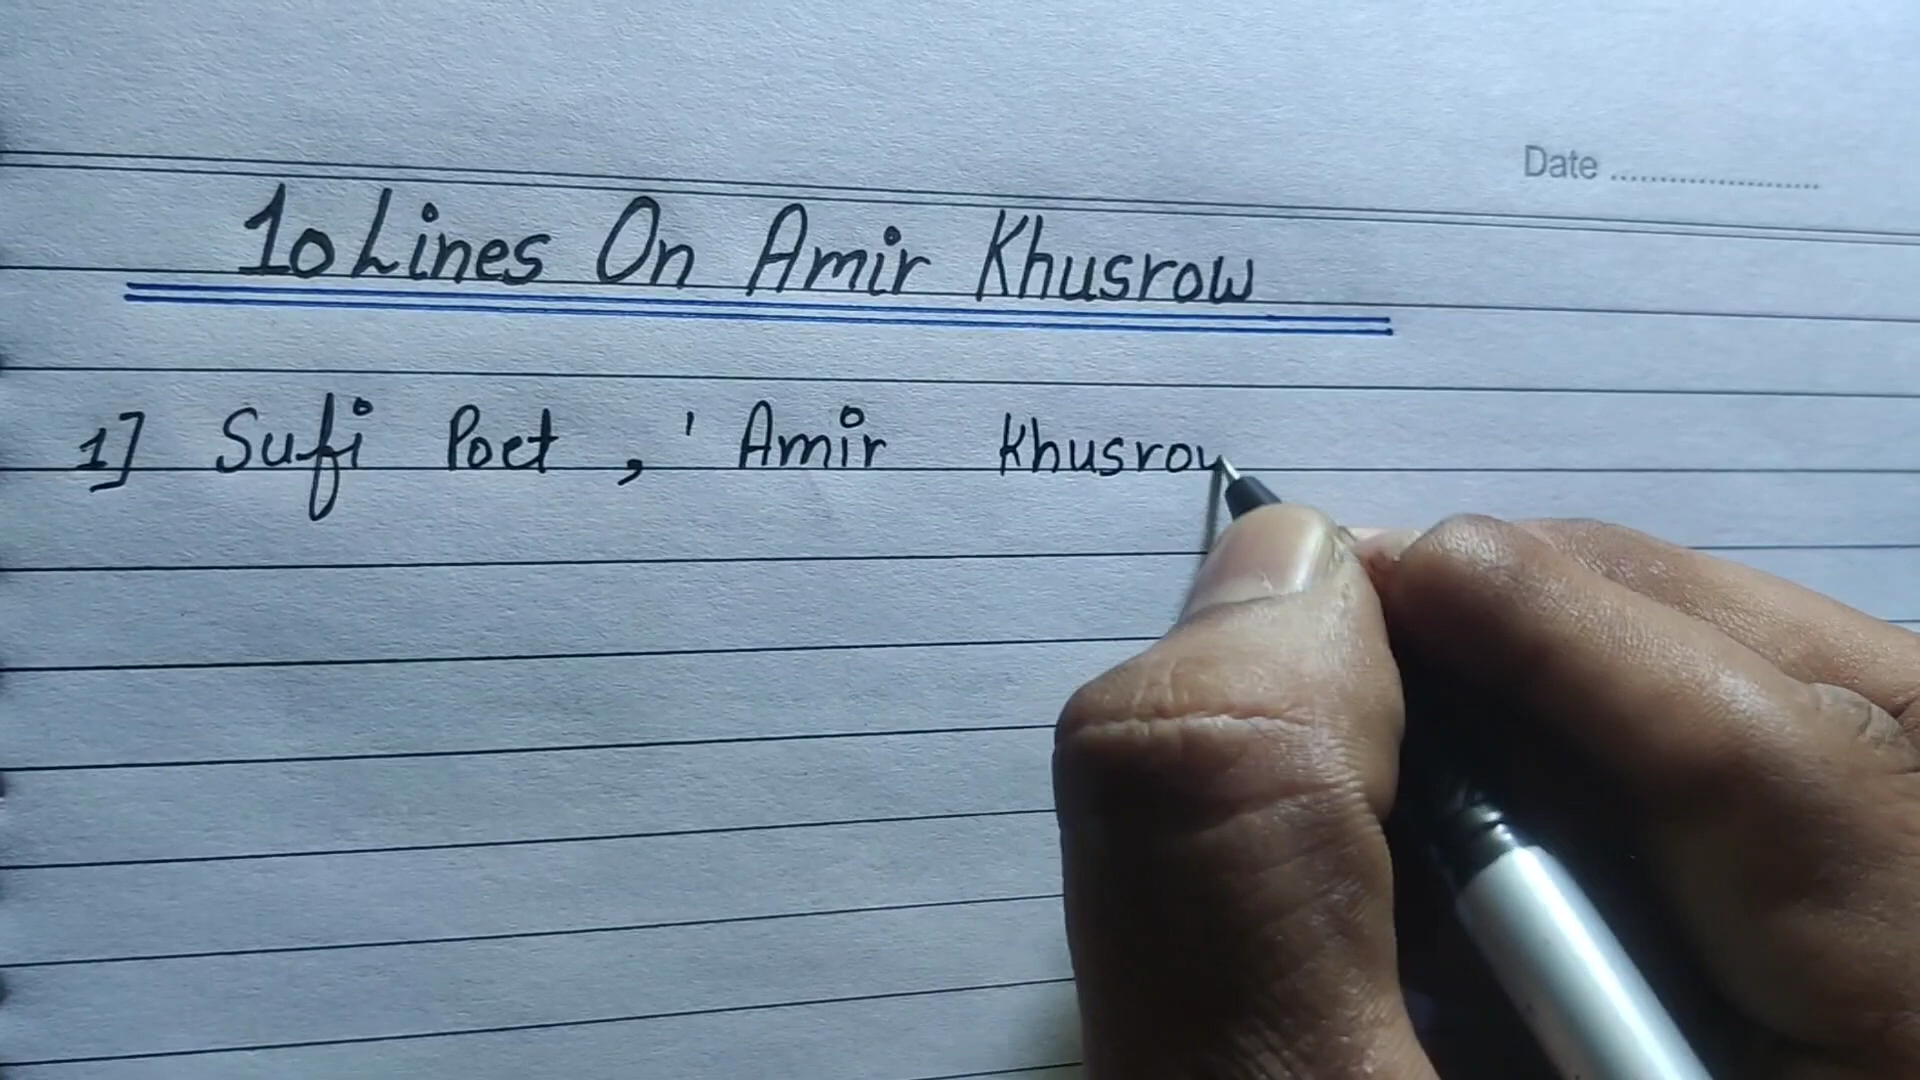 Date ....................
10 Lines On Amir Khusrow
1] Sufi Poet , ' Amir Khusrow